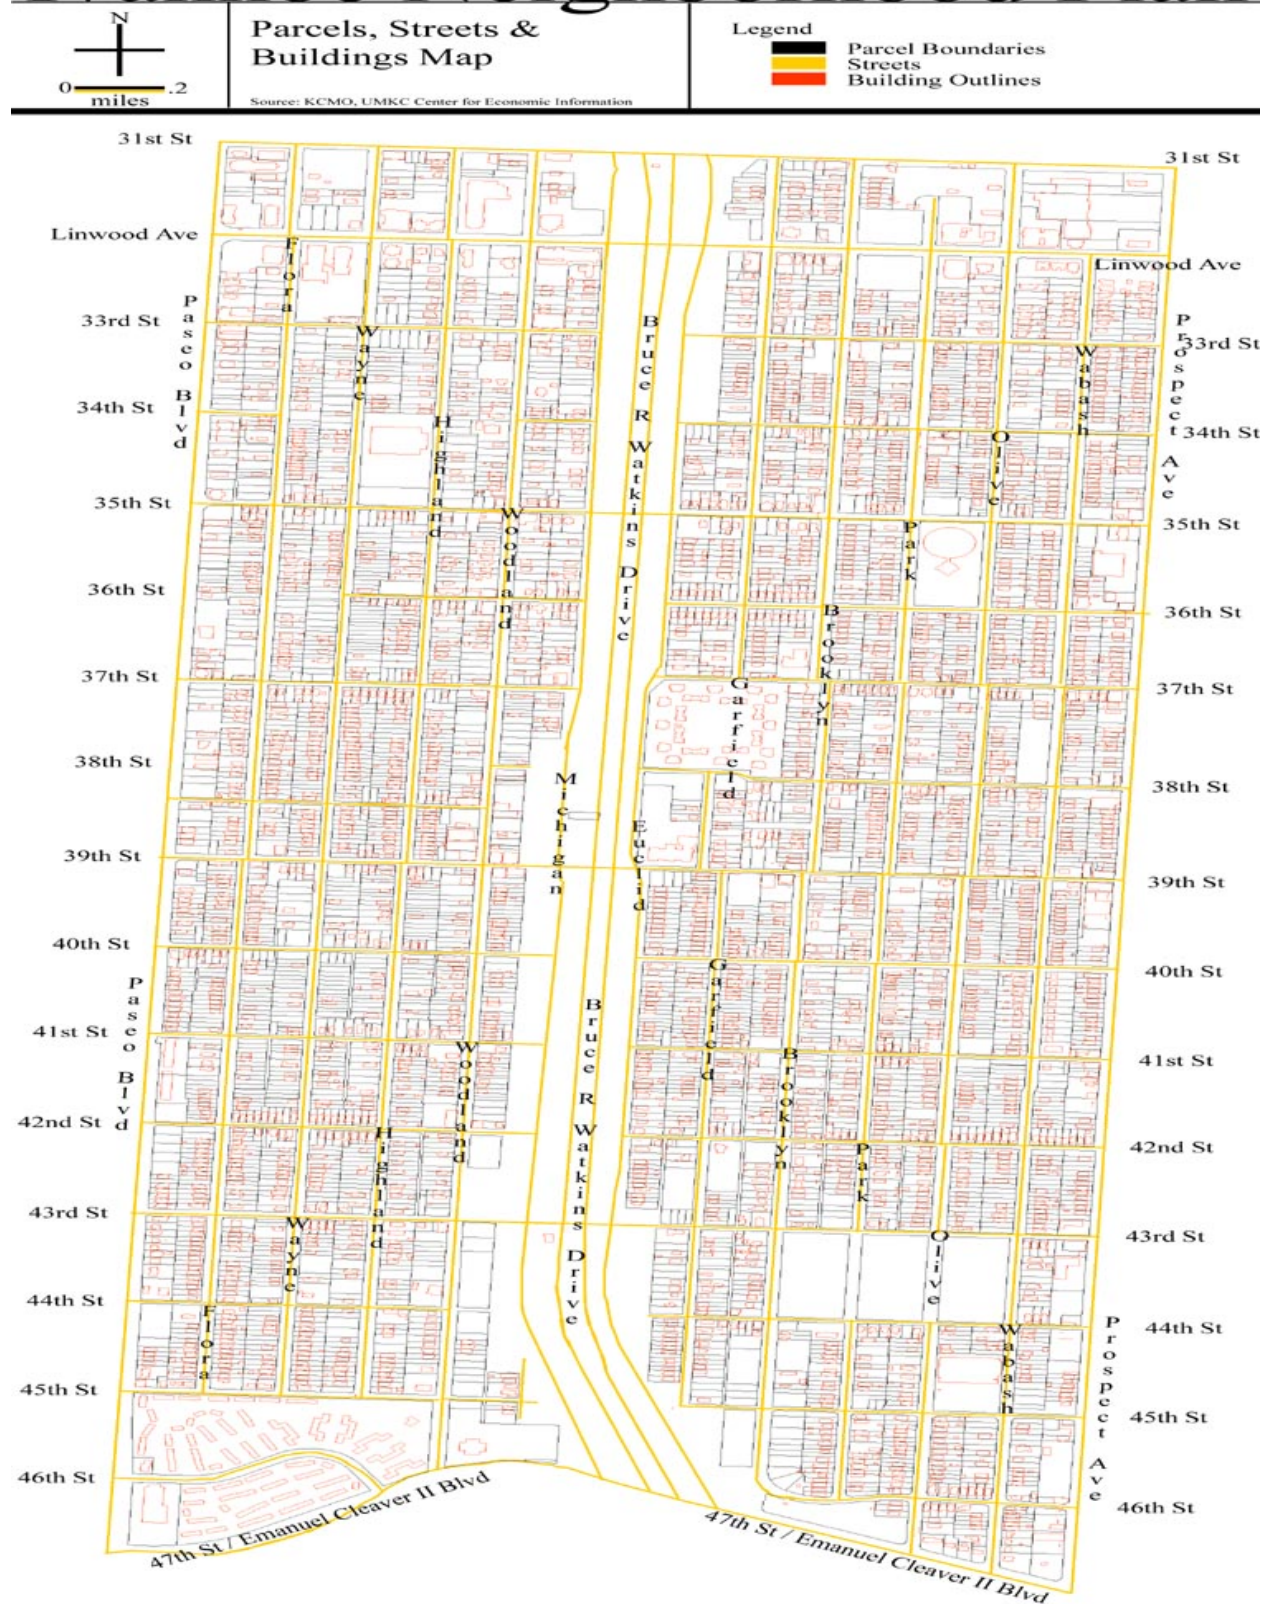 N
0 .2
miles
Parcels, Streets &
Buildings Map
Source: KCMO, UMKC Center for Economic Information
Legend
Parcel Boundaries
Streets
Building Outlines
31st St
31st St
Linwood Ave
Linwood Ave
Flora
Paseo Blvd
33rd St
Wayne
Bruce R Watkins Drive
Prospect Ave
33rd St
Wabash
34th St
Highland
34th St
Olive
35th St
Woodland
35th St
Park
36th St
36th St
Brooklyn
37th St
37th St
Garfield
38th St
38th St
Michigan
Euclid
39th St
39th St
40th St
40th St
Garfield
Paseo Blvd
Bruce R Watkins Drive
41st St
Woodland
41st St
Brooklyn
42nd St
Highland
42nd St
Park
43rd St
Wayne
43rd St
Olive
44th St
Flora
44th St
Wabash
Prospect Ave
45th St
45th St
46th St
46th St
47th St / Emanuel Cleaver II Blvd
47th St / Emanuel Cleaver II Blvd